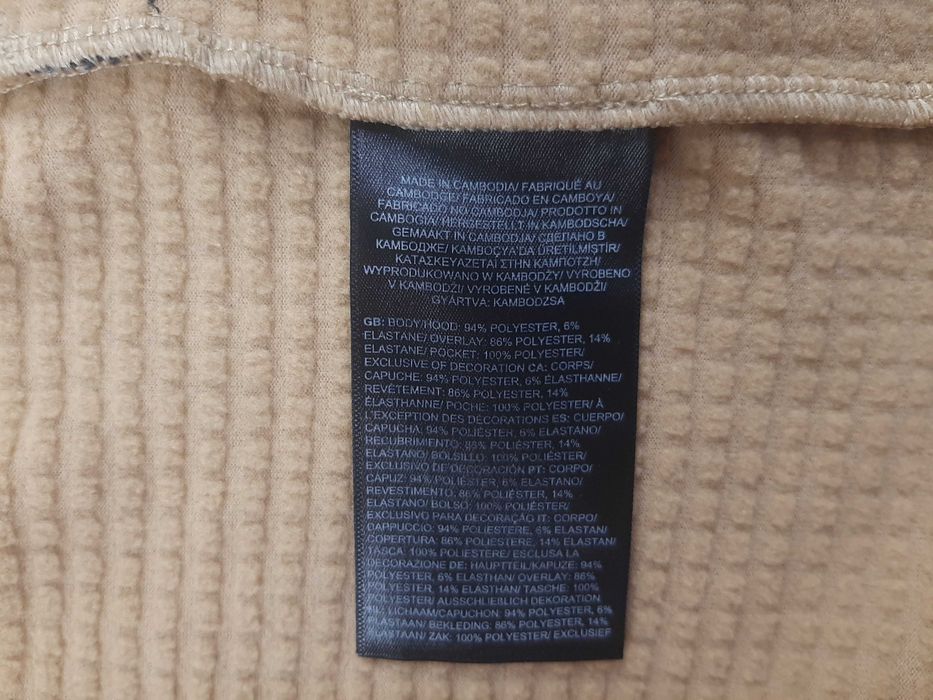 MADE IN CAMBODIA/ FABRIQUÉ AU
CAMBODGE/ FABRICADO EN CAMBOYA/
FABRICADO NO CAMBODJA/ PRODOTTO IN
CAMBOGIA/ HERGESTELLT IN KAMBODSCHA/
GEMAAKT IN CAMBODJA/ СДЕЛАНО В
КАМБОДЖЕ/ KAMBOÇYA'DA ÜRETİLMİŞTİR/
ΚΑΤΑΣΚΕΥΑΖΕΤΑΙ ΣΤΗΝ ΚΑΜΠΟΤΖΗ/
WYPRODUKOWANO W KAMBODŻY/ VYROBENO
V KAMBODŽI/ VYROBENÉ V KAMBODŽI/
GYÁRTVA: KAMBODZSA
GB: BODY/HOOD: 94% POLYESTER, 6%
ELASTANE/ OVERLAY: 86% POLYESTER, 14%
ELASTANE/ POCKET: 100% POLYESTER/
EXCLUSIVE OF DECORATION CA: CORPS/
CAPUCHE: 94% POLYESTER, 6% ÉLASTHANNE/
REVÊTEMENT: 86% POLYESTER, 14%
ÉLASTHANNE/ POCHE: 100% POLYESTER/ À
L'EXCEPTION DES DÉCORATIONS ES: CUERPO/
CAPUCHA: 94% POLIÉSTER, 6% ELASTANO/
RECUBRIMIENTO: 86% POLIÉSTER, 14%
ELASTANO/ BOLSILLO: 100% POLIÉSTER/
EXCLUSIVO DE DECORACIÓN PT: CORPO/
CAPUZ: 94% POLIÉSTER, 6% ELASTANO/
REVESTIMENTO: 86% POLIÉSTER, 14%
ELASTANO/ BOLSO: 100% POLIÉSTER/
EXCLUSIVO PARA DECORAÇÃO IT: CORPO/
CAPPUCCIO: 94% POLIESTERE, 6% ELASTAN/
COPERTURA: 86% POLIESTERE, 14% ELASTAN/
TASCA: 100% POLIESTERE/ ESCLUSA LA
DECORAZIONE DE: HAUPTTEIL/KAPUZE: 94%
POLYESTER, 6% ELASTHAN/ OVERLAY: 86%
POLYESTER, 14% ELASTHAN/ TASCHE: 100%
POLYESTER/ AUSSCHLIEßLICH DEKORATION
NL: LICHAAM/CAPUCHON: 94% POLYESTER, 6%
ELASTAAN/ BEKLEDING: 86% POLYESTER, 14%
ELASTAAN/ ZAK: 100% POLYESTER/ EXCLUSIEF